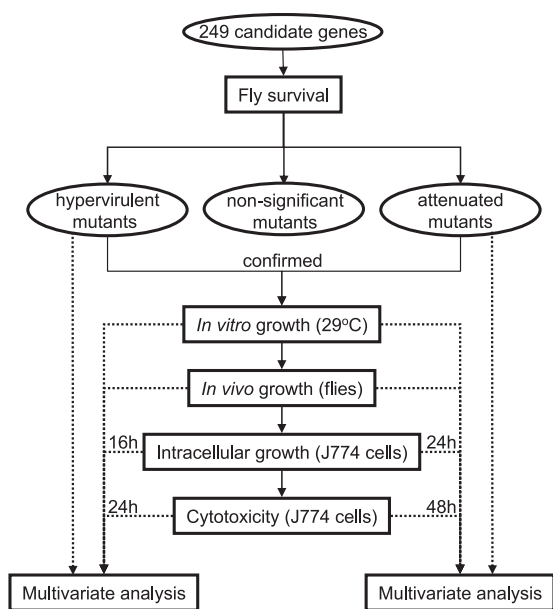 249 candidate genes
Fly survival
hypervirulent
mutants
non-significant
mutants
attenuated
mutants
confirmed
In vitro growth (29°C)
In vivo growth (flies)
16h
Intracellular growth (J774 cells)
24h
24h
Cytotoxicity (J774 cells)
48h
Multivariate analysis
Multivariate analysis